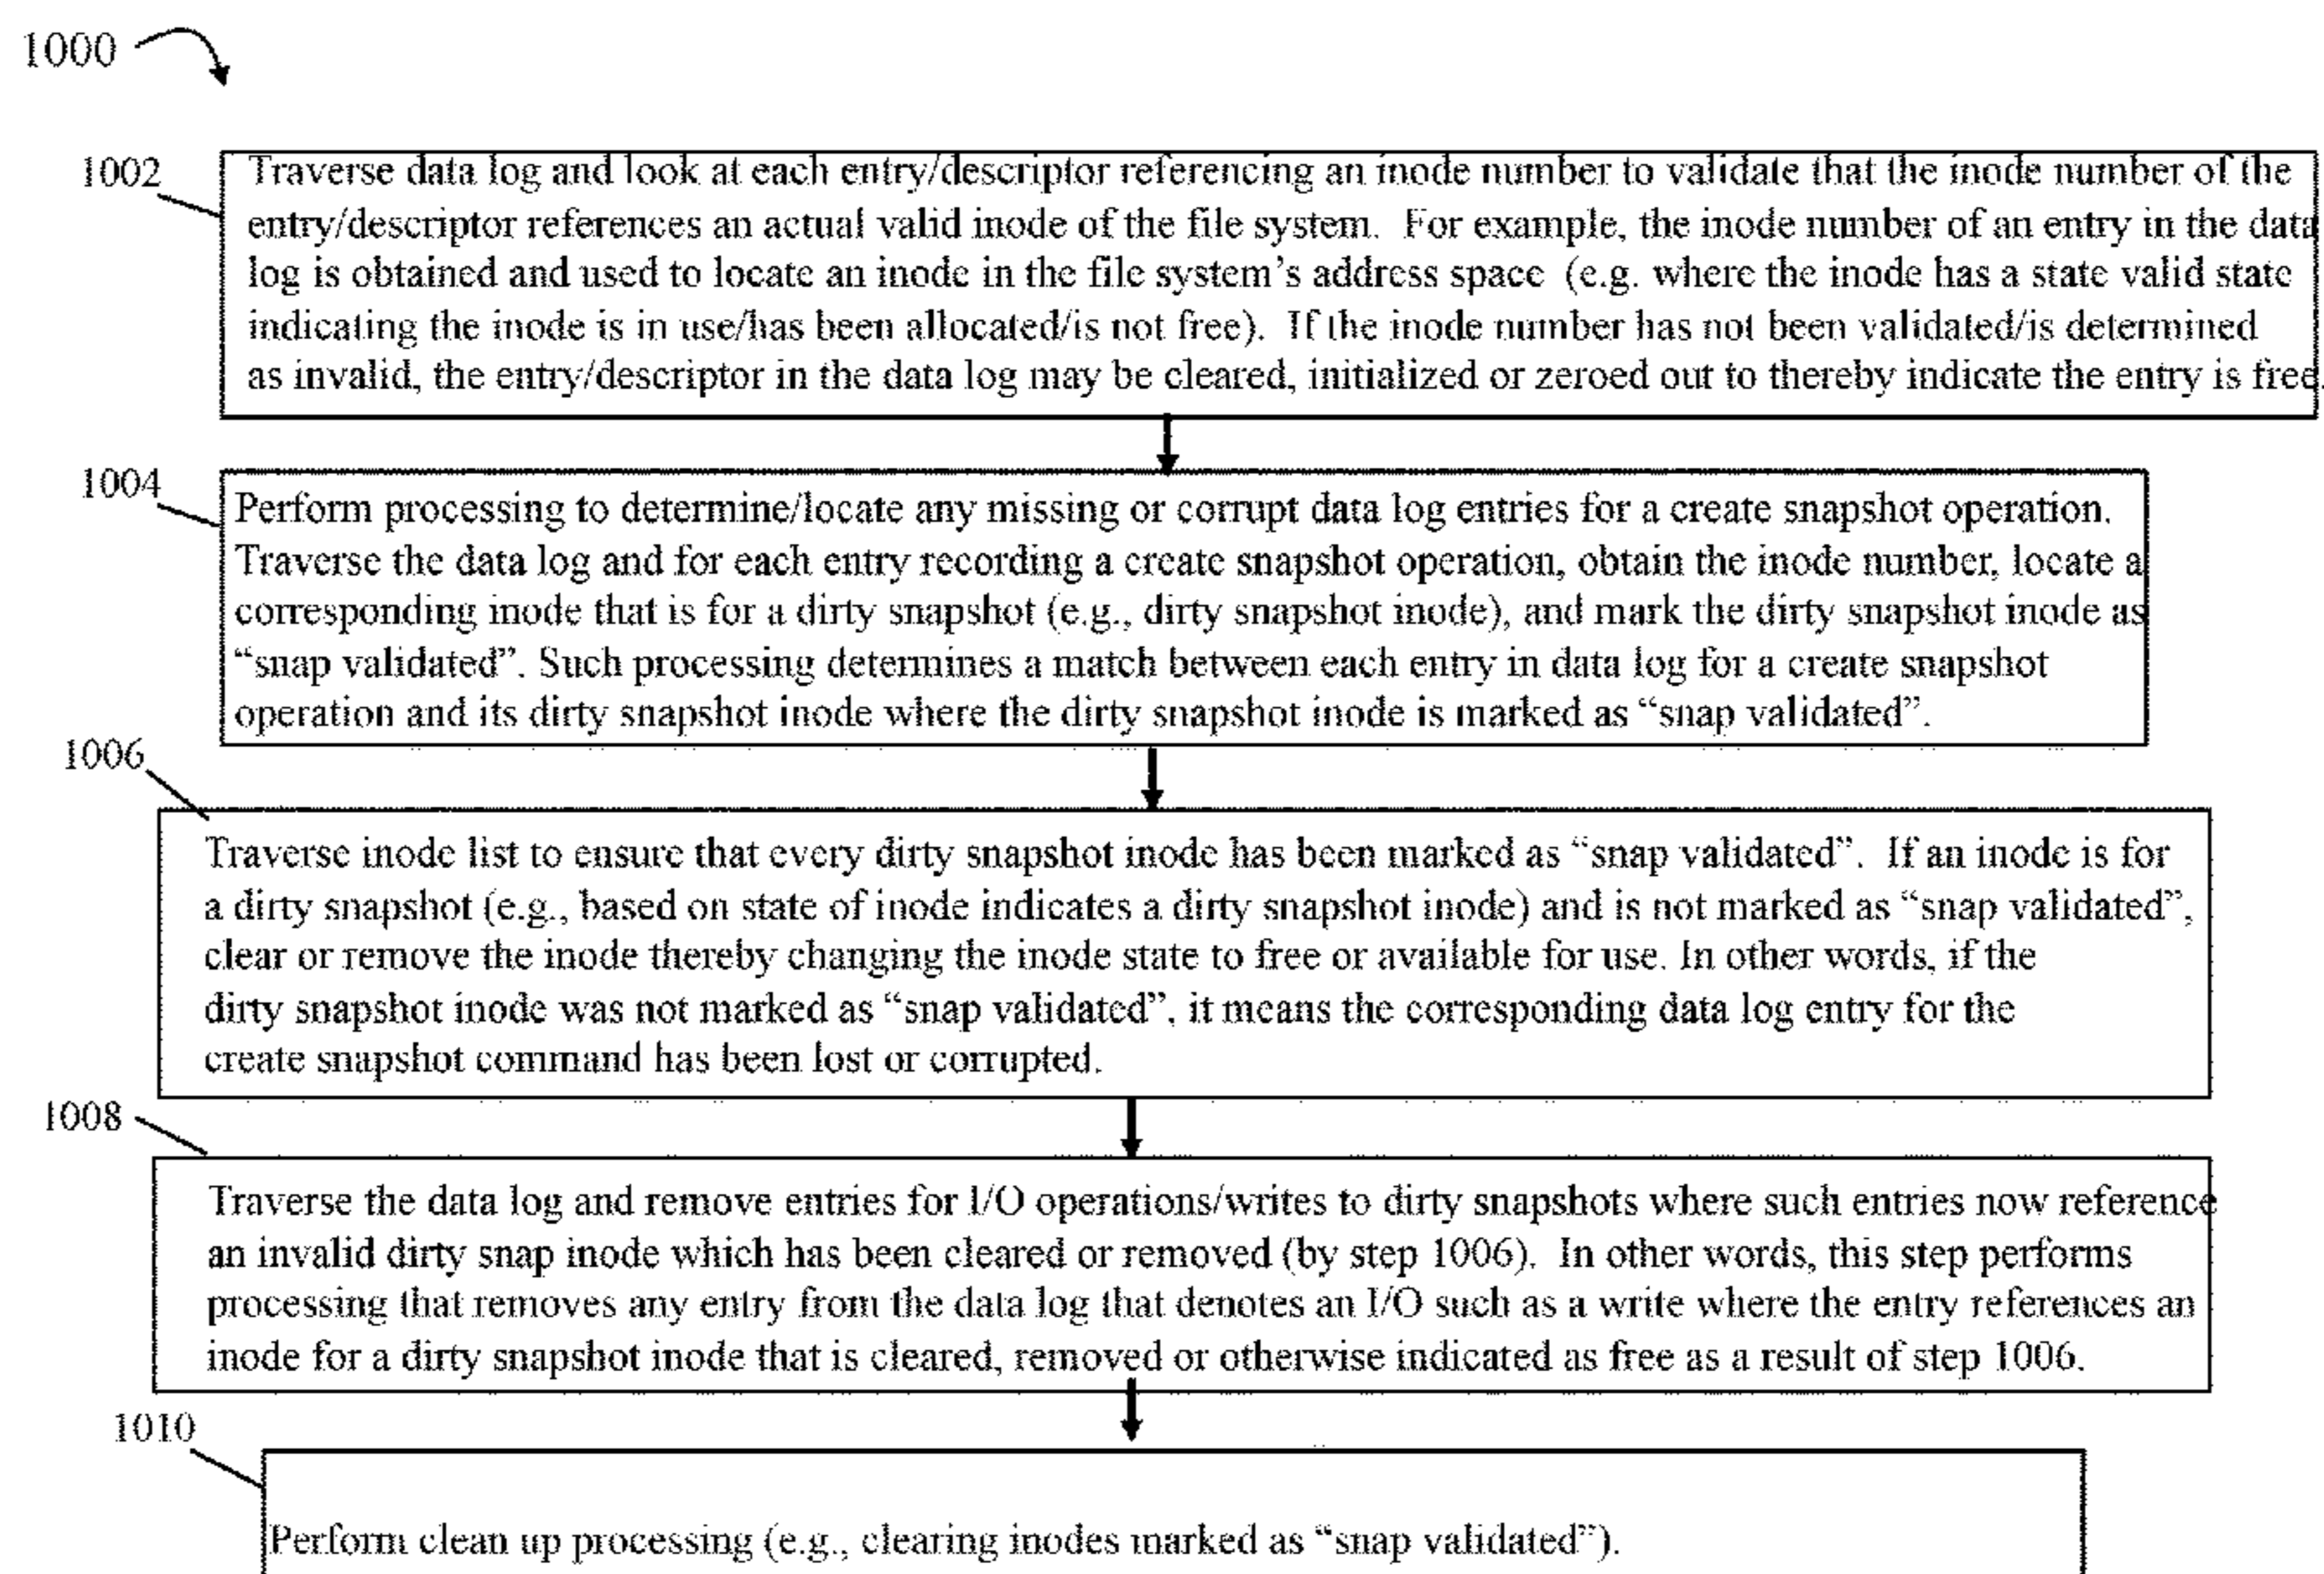 1000
1002
Traverse data log and look at each entry/descriptor referencing an inode number to validate that the inode number of the
entry/descriptor references an actual valid inode of the file system.  For example, the inode number of an entry in the data
log is obtained and used to locate an inode in the file system's address space  (e.g. where the inode has a state valid state
indicating the inode is in use/has been allocated/is not free).  If the inode number has not been validated/is determined
as invalid, the entry/descriptor in the data log may be cleared, initialized or zeroed out to thereby indicate the entry is free.
1004
Perform processing to determine/locate any missing or corrupt data log entries for a create snapshot operation.
Traverse the data log and for each entry recording a create snapshot operation, obtain the inode number, locate a
corresponding inode that is for a dirty snapshot (e.g., dirty snapshot inode), and mark the dirty snapshot inode as
“snap validated”. Such processing determines a match between each entry in data log for a create snapshot
operation and its dirty snapshot inode where the dirty snapshot inode is marked as “snap validated”.
1006
Traverse inode list to ensure that every dirty snapshot inode has been marked as “snap validated”.  If an inode is for
a dirty snapshot (e.g., based on state of inode indicates a dirty snapshot inode) and is not marked as “snap validated”,
clear or remove the inode thereby changing the inode state to free or available for use. In other words, if the
dirty snapshot inode was not marked as “snap validated”, it means the corresponding data log entry for the
create snapshot command has been lost or corrupted.
1008
Traverse the data log and remove entries for I/O operations/writes to dirty snapshots where such entries now reference
an invalid dirty snap inode which has been cleared or removed (by step 1006).  In other words, this step performs
processing that removes any entry from the data log that denotes an I/O such as a write where the entry references an
inode for a dirty snapshot inode that is cleared, removed or otherwise indicated as free as a result of step 1006.
1010
Perform clean up processing (e.g., clearing inodes marked as “snap validated”).